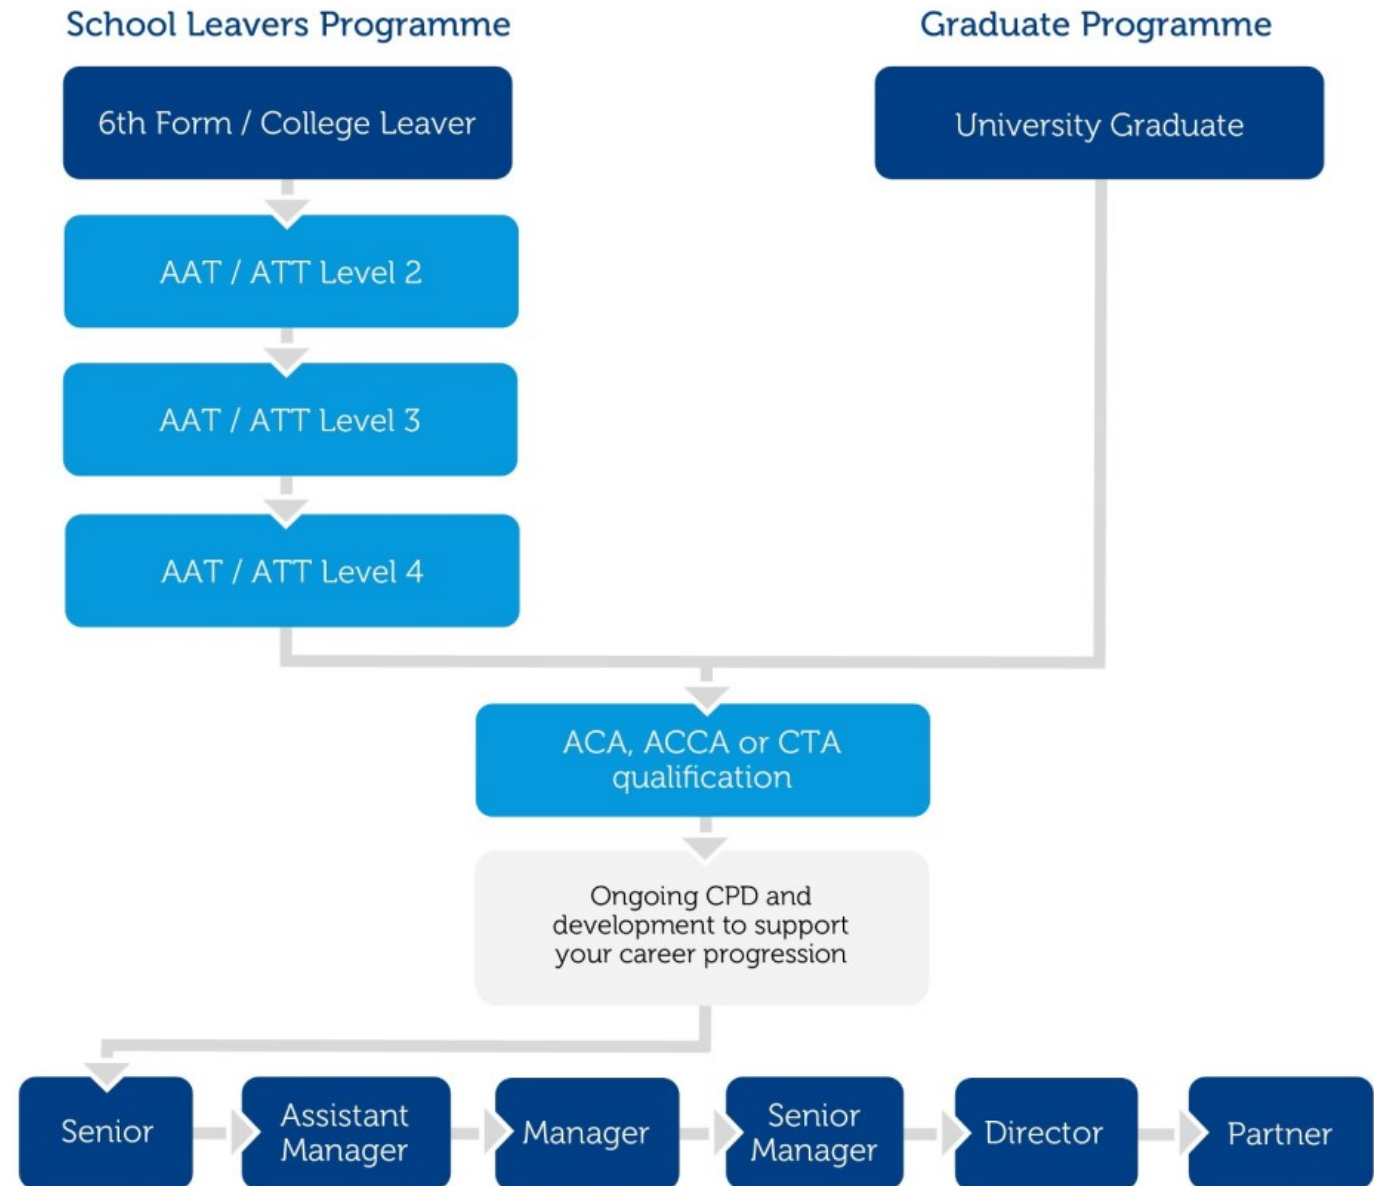 School Leavers Programme
Graduate Programme
6th Form / College Leaver
University Graduate
AAT / ATT Level 2
AAT / ATT Level 3
AAT / ATT Level 4
ACA, ACCA or CTA
qualification
Ongoing CPD and
development to support
your career progression
Senior
Assistant
Manager
Manager
Senior
Manager
Director
Partner